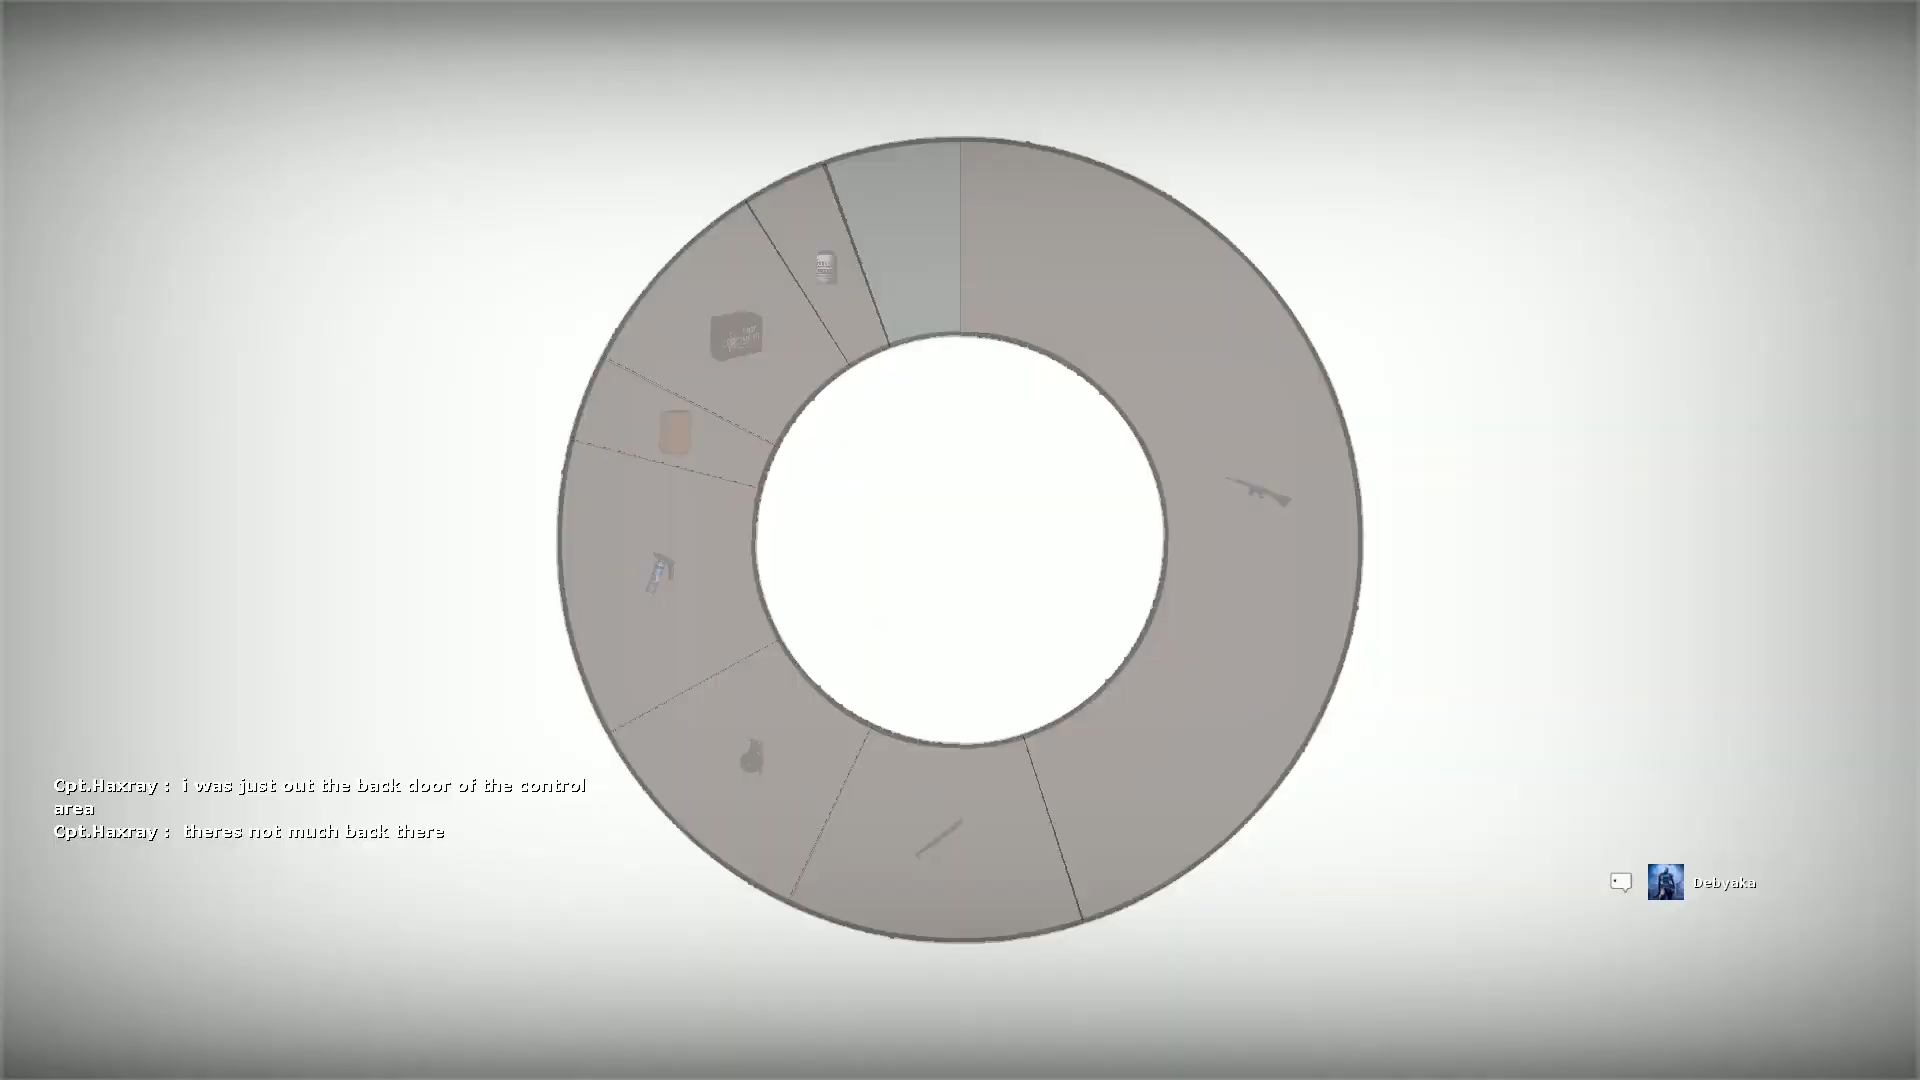 Cpt.Haxray :  i was just out the back door of the control
area
Cpt.Haxray :  theres not much back there
Debyaka